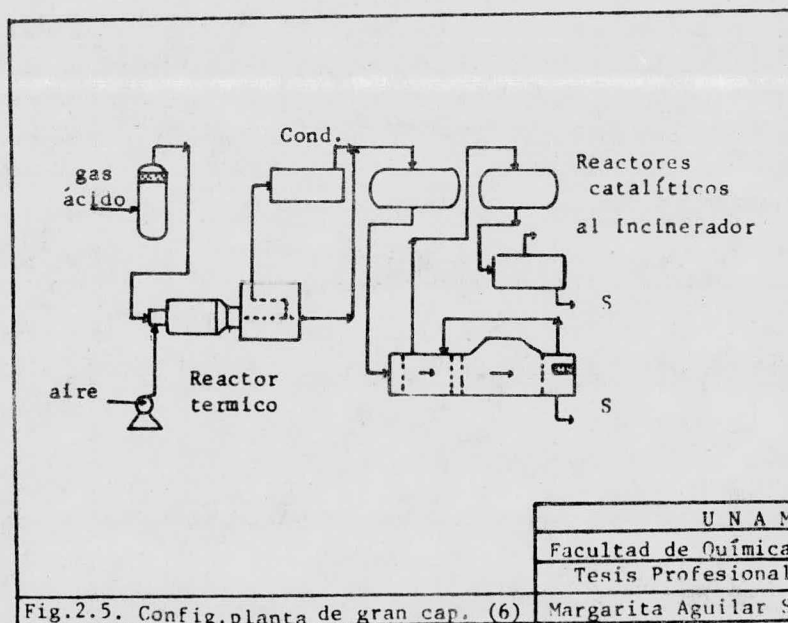 Cond.
gas
ácido
Reactores
catalíticos
al Incinerador
S
Reactor
termico
aire
S
U N A M
Facultad de Química
Tesis Profesional
Fig.2.5. Config.planta de gran cap. (6)
Margarita Aguilar S